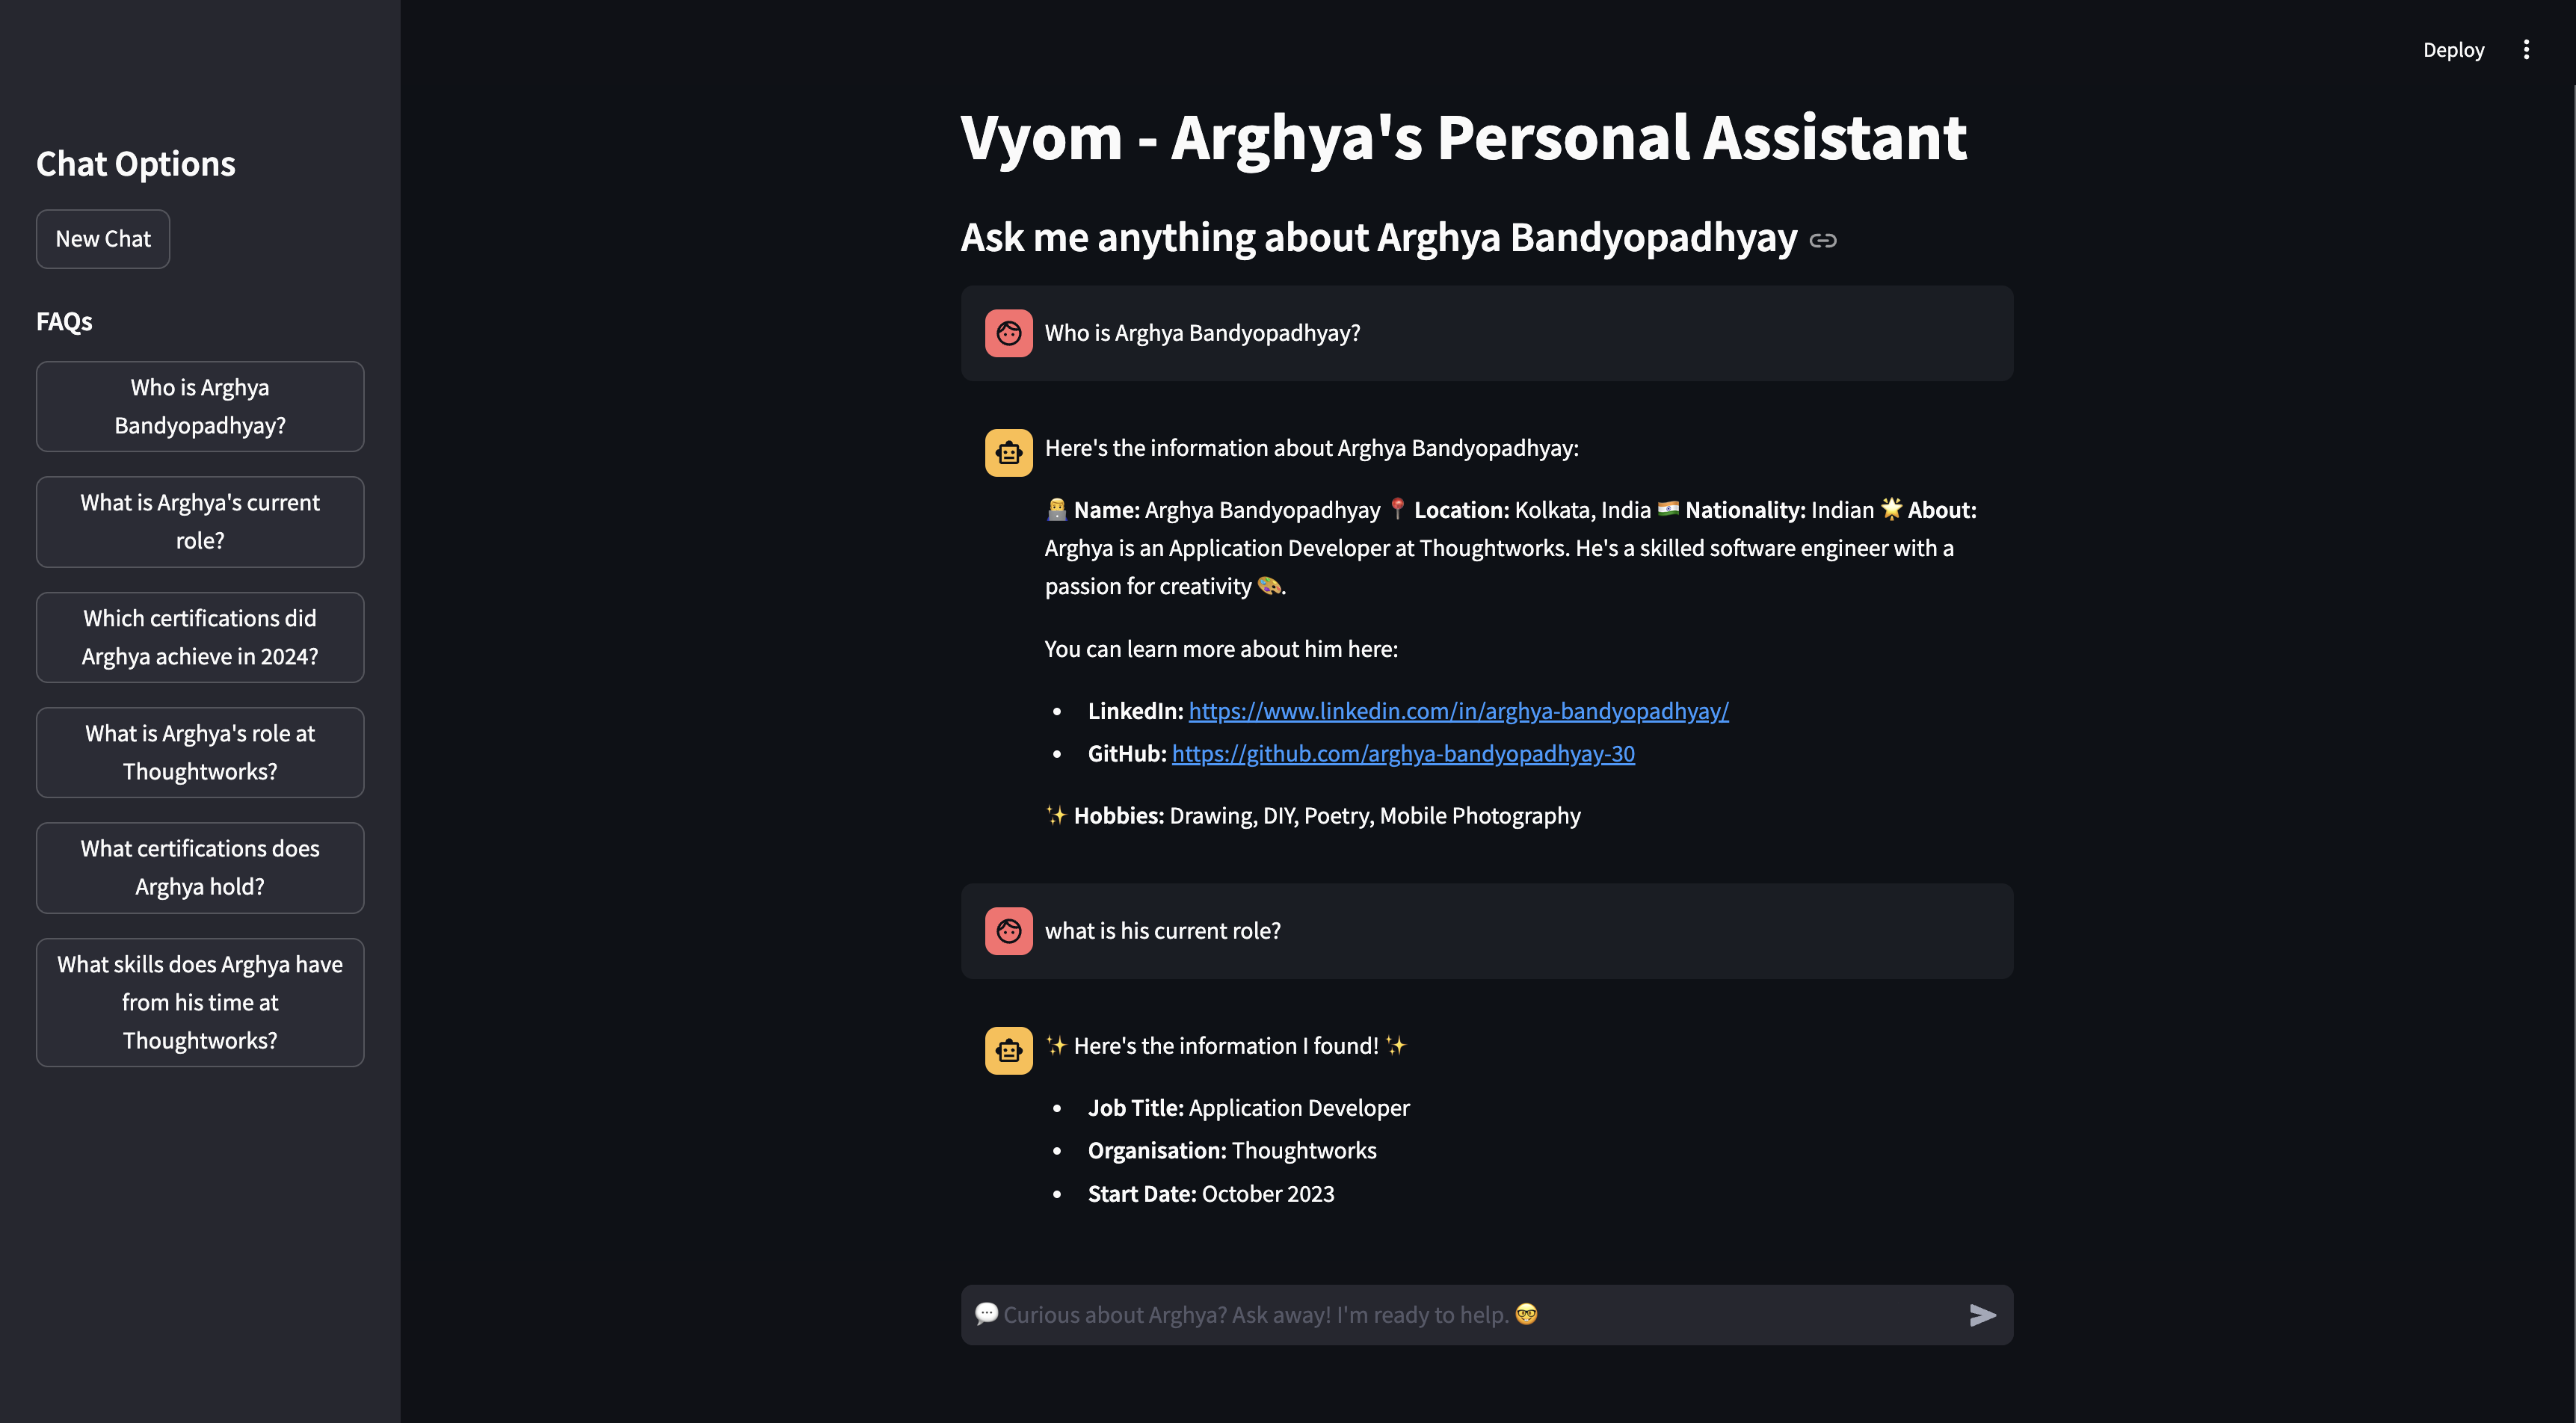 Deploy
Chat Options
New Chat
FAQs
Who is Arghya
Bandyopadhyay?
What is Arghya's current
role?
Which certifications did
Arghya achieve in 2024?
What is Arghya's role at
Thoughtworks?
What certifications does
Arghya hold?
What skills does Arghya have
from his time at
Thoughtworks?
Vyom - Arghya's Personal Assistant
Ask me anything about Arghya Bandyopadhyay
Who is Arghya Bandyopadhyay?
Here's the information about Arghya Bandyopadhyay:
👨‍💻 Name: Arghya Bandyopadhyay 📍 Location: Kolkata, India 🇮🇳 Nationality: Indian 🌟 About:
Arghya is an Application Developer at Thoughtworks. He's a skilled software engineer with a
passion for creativity 🎨.
You can learn more about him here:
• LinkedIn: https://www.linkedin.com/in/arghya-bandyopadhyay/
• GitHub: https://github.com/arghya-bandyopadhyay-30
✨ Hobbies: Drawing, DIY, Poetry, Mobile Photography
what is his current role?
✨ Here's the information I found! ✨
• Job Title: Application Developer
• Organisation: Thoughtworks
• Start Date: October 2023
💬 Curious about Arghya? Ask away! I'm ready to help. 🤓